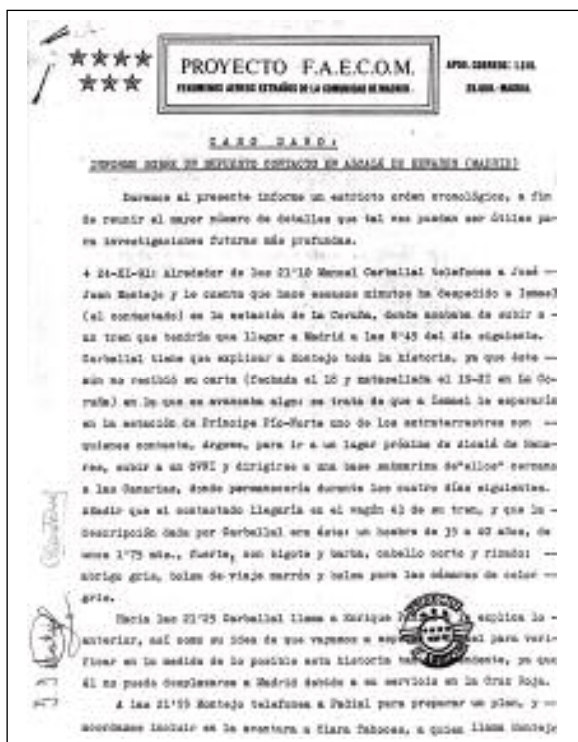 PROYECTO F.A.E.C.O.M.
FENOMENOS AEREOS EXTRAÑOS DE LA COMUNIDAD DE MADRID
APDO. CORREOS:
MADRID.
CASO
INFORME SOBRE UN SUPUESTO CONTACTO EN ALCALÁ DE HENARES (MADRID)
Daremos al presente informe un estricto orden cronológico, a fin
de reunir el mayor número de detalles que tal vez puedan ser útiles pa-
ra investigaciones futuras más profundas.
Alrededor de las 21'10 Manuel Carballal telefonea a José --
Juan Montejo y le cuenta que hace escasos minutos ha despedido a Ismael
(el contactado) en la estación de La Coruña, donde acababa de subir a -
un tren que tendría que llegar a Madrid a las 8'45 del día siguiente.
Carballal tiene que explicar a Montejo toda la historia, ya que éste --
aún no recibió su carta (fechada el 18 y matasellada el 19-XI en La Co-
ruña) en la que se avanzaba algo: se trata de que a Ismael le esperaría
en la estación de Príncipe Pío-Norte uno de los extraterrestres con --
quienes contacta, para ir a un lugar próximo de Alcalá de Hena-
res, subir a un OVNI y dirigirse a una base submarina de "ellos" cercana
a las Canarias, donde permanecería durante los cuatro días siguientes.
Añadir que el contactado llegaría en el vagón 43 de su tren, y que la -
descripción dada por Carballal era ésta: un hombre de 35 a 40 años, de
unos 1'75 mts., fuerte, con bigote y barba, cabello corto y rizado; --
abrigo gris, bolsa de viaje marrón y bolsa para las cámaras de color --
gris.
Hacia las 21'25 Carballal llama a Enrique explica lo -
anterior, así como su idea de que vayamos a para veri-
ficar en la medida de lo posible esta historia ya que
él no puede desplazarse a Madrid debido a su servicio en la Cruz Roja.
A las 21'55 Montejo telefonea a Padial para preparar un plan, y --
acordamos incluir en la aventura a Clara Tahoces, a quien llama Montejo